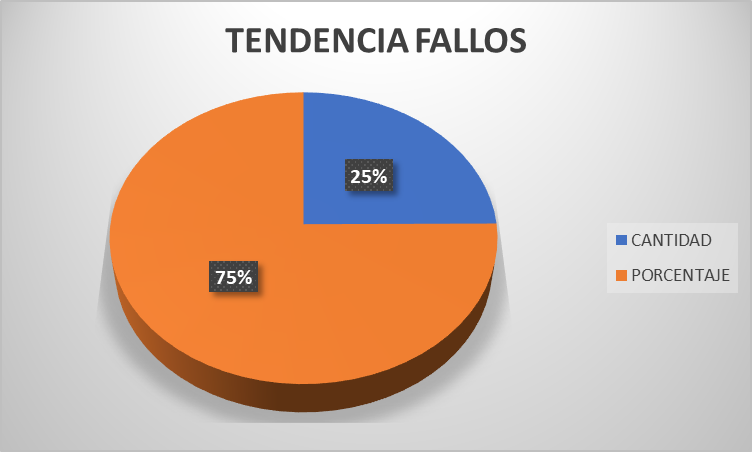 TENDENCIA FALLOS
25%
75%
CANTIDAD
PORCENTAJE